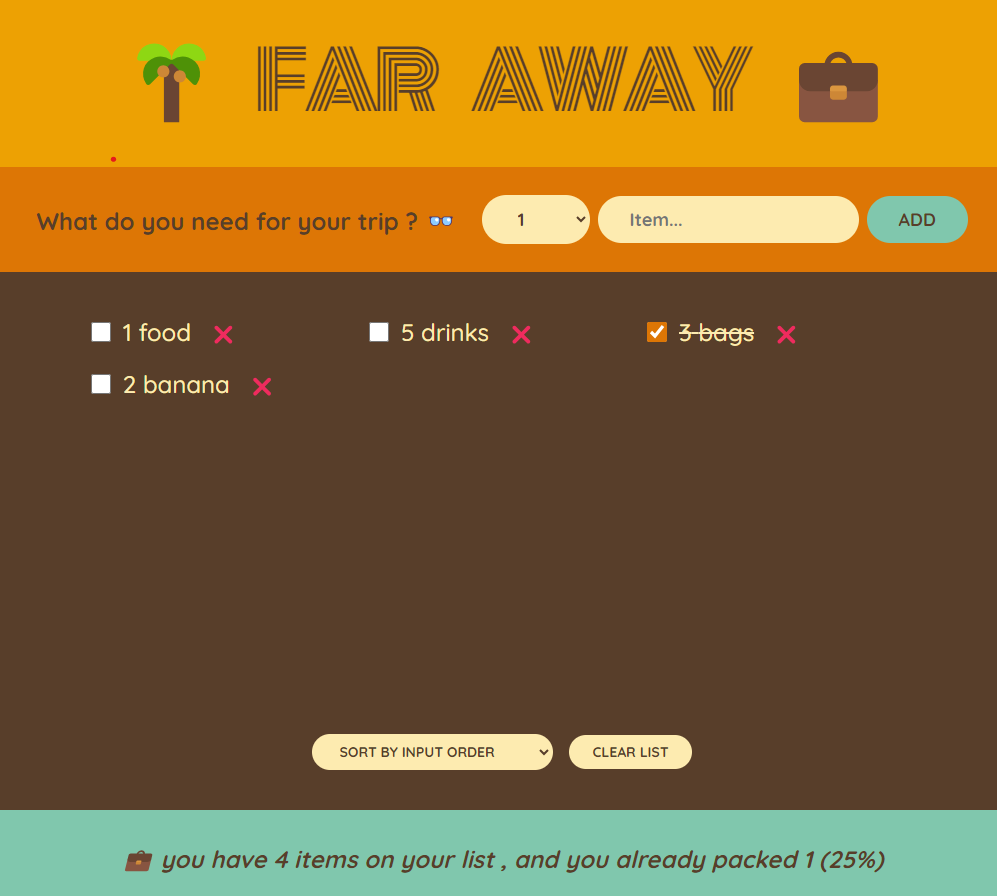 FAR AWAY
What do you need for your trip ? 1 Item... ADD
1 food 5 drinks 3 bags
2 banana
SORT BY INPUT ORDER CLEAR LIST
you have 4 items on your list , and you already packed 1 (25%)